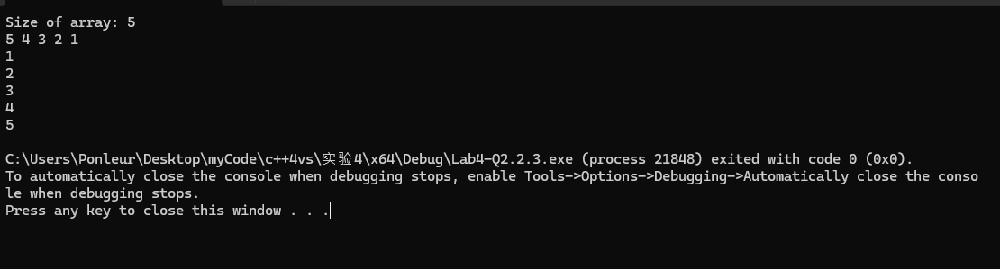 Size of array: 5
5 4 3 2 1
1
2
3
4
5
C:\Users\Ponleur\Desktop\myCode\c++4vs\实验4\x64\Debug\Lab4-Q2.2.3.exe (process 21848) exited with code 0 (0x0).
To automatically close the console when debugging stops, enable Tools->Options->Debugging->Automatically close the conso
le when debugging stops.
Press any key to close this window . . .